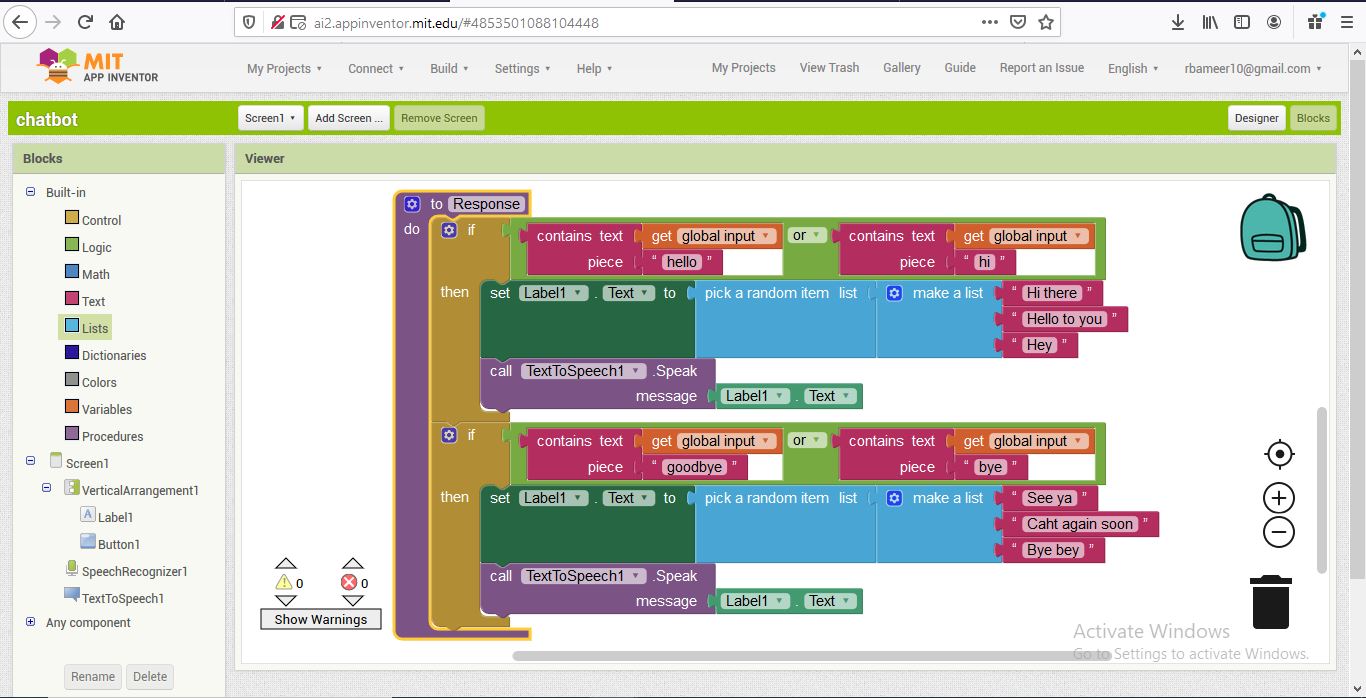 ai2.appinventor.mit.edu/#4853501088104448
MIT
APP INVENTOR
My Projects Connect Build Settings Help My Projects View Trash Gallery Guide Report an Issue English rbameer10@gmail.com
chatbot Screen1 Add Screen ... Remove Screen Designer Blocks
Blocks
Viewer
Built-in
Control
Logic
Math
Text
Lists
Dictionaries
Colors
Variables
Procedures
Screen1
VerticalArrangement1
Label1
Button1
SpeechRecognizer1
TextToSpeech1
Any component
Rename Delete
to Response
do if contains text get global input or contains text get global input
piece “ hello ” piece “ hi ”
then set Label1 . Text to pick a random item list make a list “ Hi there ”
“ Hello to you ”
“ Hey ”
call TextToSpeech1 .Speak
message Label1 . Text
if contains text get global input or contains text get global input
piece “ goodbye ” piece “ bye ”
then set Label1 . Text to pick a random item list make a list “ See ya ”
“ Caht again soon ”
“ Bye bey ”
call TextToSpeech1 .Speak
message Label1 . Text
0 0
Show Warnings
Activate Windows
Go to Settings to activate Windows.